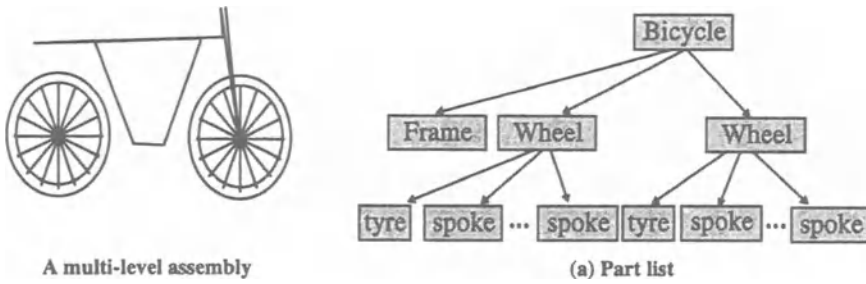 Bicycle
Frame Wheel Wheel
tyre spoke ... spoke tyre spoke ... spoke
A multi-level assembly (a) Part list